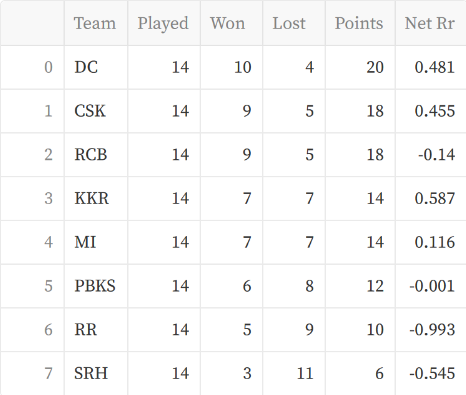 Team Played Won Lost Points Net Rr
0 DC 14 10 4 20 0.481
1 CSK 14 9 5 18 0.455
2 RCB 14 9 5 18 -0.14
3 KKR 14 7 7 14 0.587
4 MI 14 7 7 14 0.116
5 PBKS 14 6 8 12 -0.001
6 RR 14 5 9 10 -0.993
7 SRH 14 3 11 6 -0.545